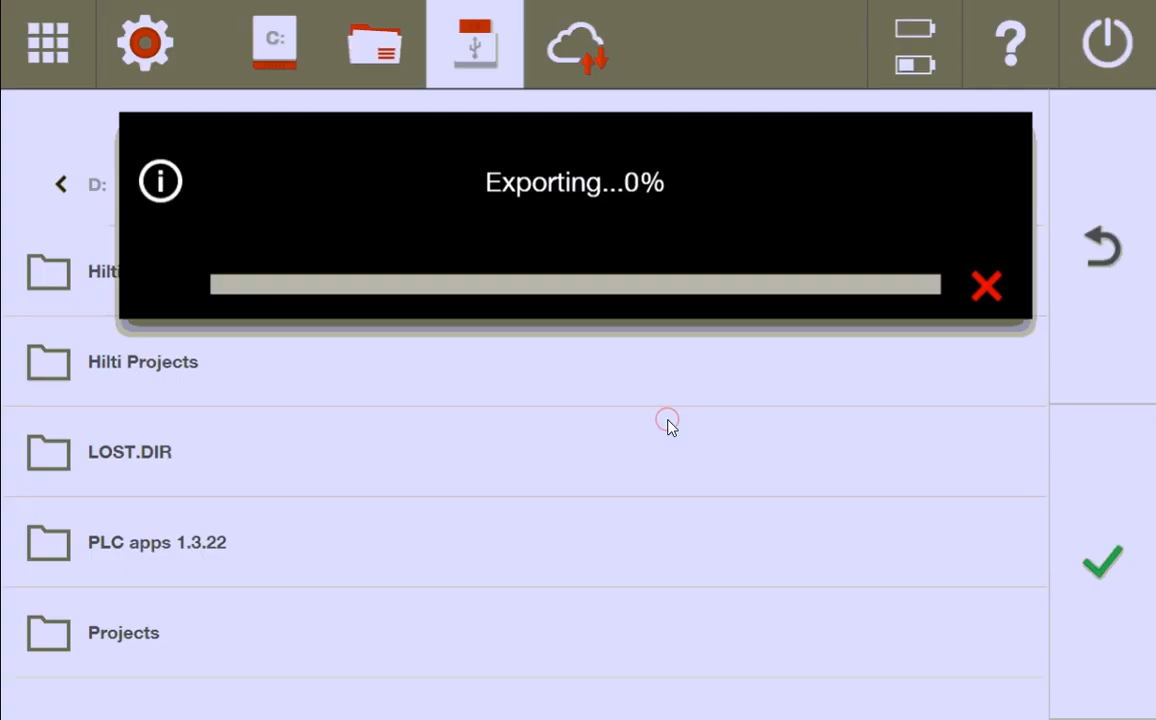 C:
Exporting...0%
D:
Hilti
Hilti Projects
LOST.DIR
PLC apps 1.3.22
Projects